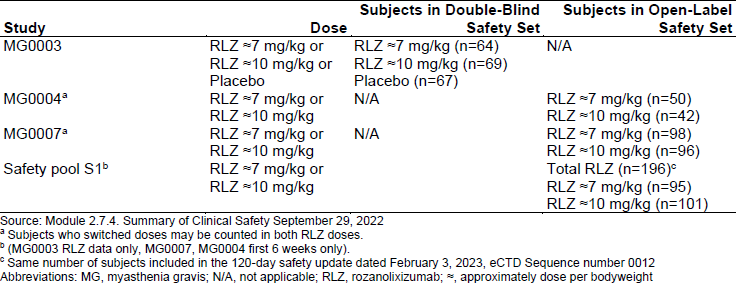 Subjects in Double-Blind Subjects in Open-Label
Study Dose Safety Set Safety Set
MG0003 RLZ ≈7 mg/kg or RLZ ≈7 mg/kg (n=64) N/A
RLZ ≈10 mg/kg or RLZ ≈10 mg/kg (n=69)
Placebo Placebo (n=67)
MG0004a RLZ ≈7 mg/kg or N/A RLZ ≈7 mg/kg (n=50)
RLZ ≈10 mg/kg RLZ ≈10 mg/kg (n=42)
MG0007a RLZ ≈7 mg/kg or N/A RLZ ≈7 mg/kg (n=98)
RLZ ≈10 mg/kg RLZ ≈10 mg/kg (n=96)
Safety pool S1b RLZ ≈7 mg/kg or Total RLZ (n=196)c
RLZ ≈10 mg/kg RLZ ≈7 mg/kg (n=95)
RLZ ≈10 mg/kg (n=101)
Source: Module 2.7.4. Summary of Clinical Safety September 29, 2022
a Subjects who switched doses may be counted in both RLZ doses.
b (MG0003 RLZ data only, MG0007, MG0004 first 6 weeks only).
c Same number of subjects included in the 120-day safety update dated February 3, 2023, eCTD Sequence number 0012
Abbreviations: MG, myasthenia gravis; N/A, not applicable; RLZ, rozanolixizumab; ≈, approximately dose per bodyweight